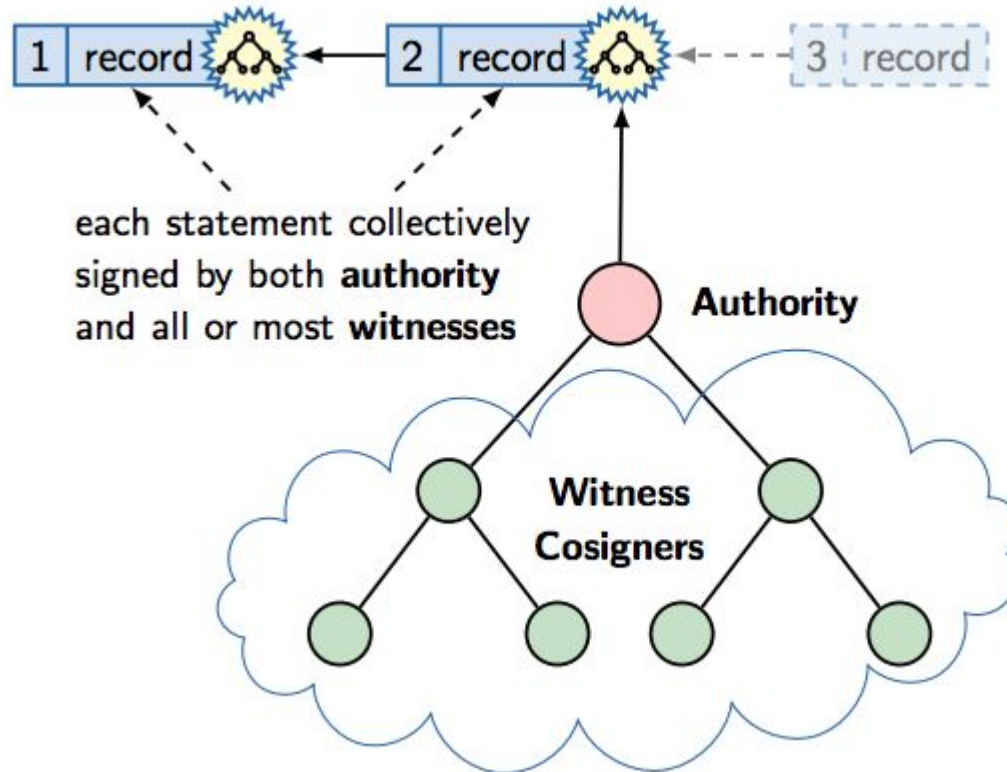 1 record
2 record
3 record
each statement collectively
signed by both authority
and all or most witnesses
Authority
Witness
Cosigners